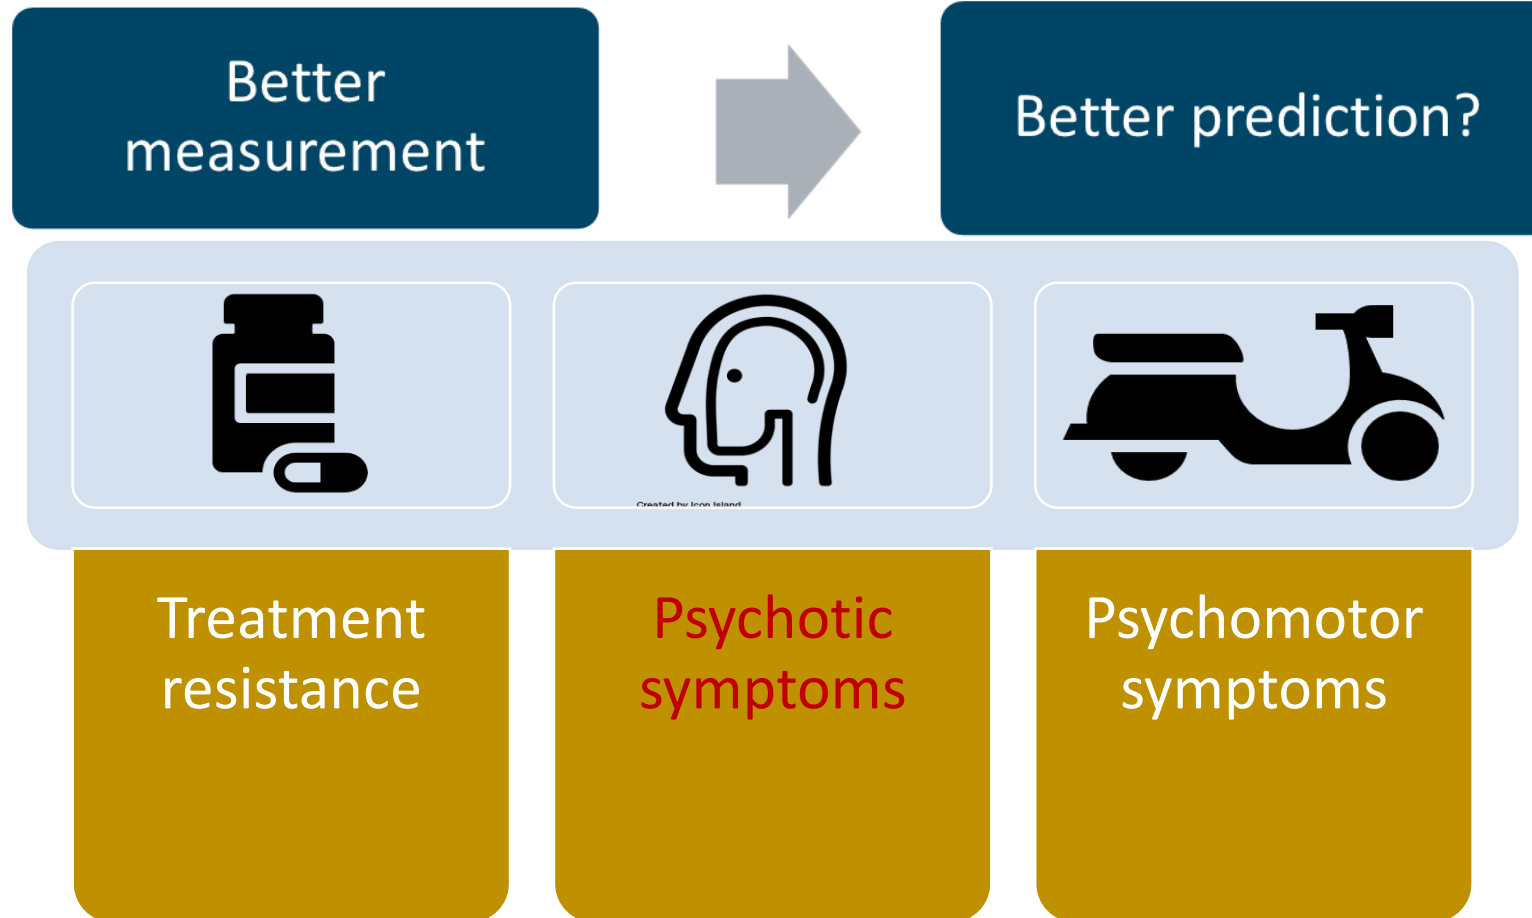 Better
measurement
Better prediction?
Created by Icon Island
Treatment
resistance
Psychotic
symptoms
Psychomotor
symptoms